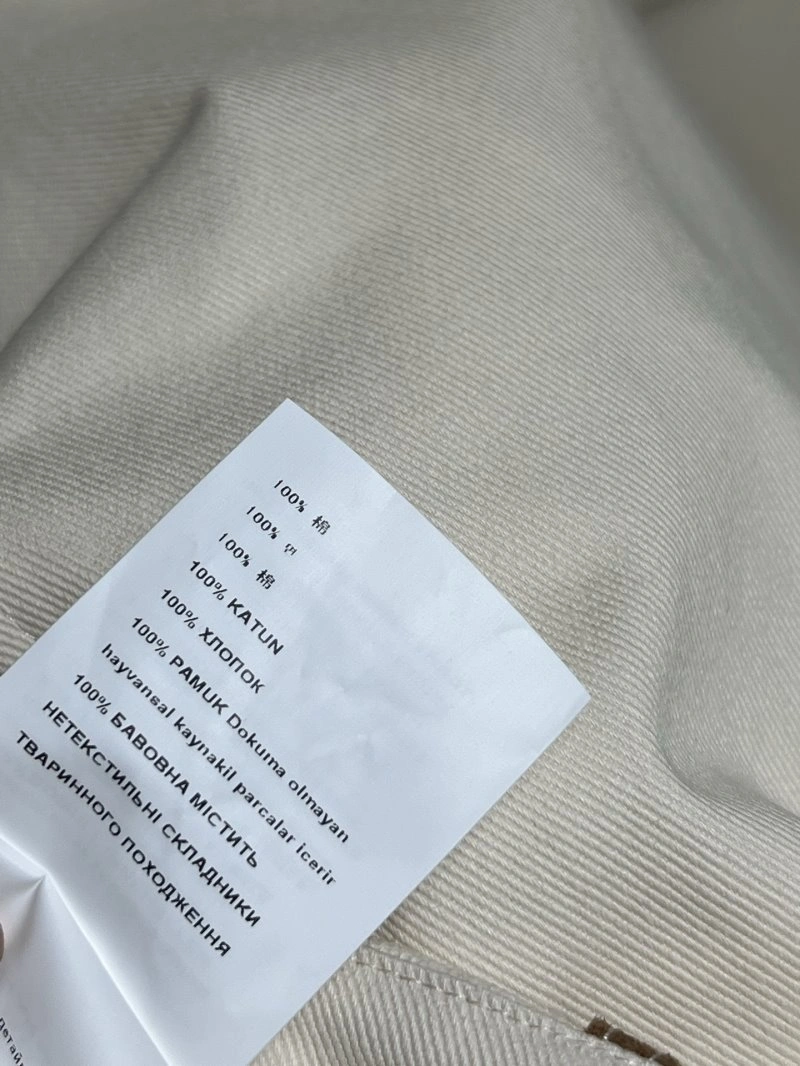 100% 棉
100% 면
100% 棉
100% KATUN
100% ХЛОПОК
100% PAMUK Dokuma olmayan
hayvansal kaynakil parcalar icerir
100% БАВОВНА МІСТИТЬ
НЕТЕКСТИЛЬНІ СКЛАДНИКИ
ТВАРИННОГО ПОХОДЖЕННЯ